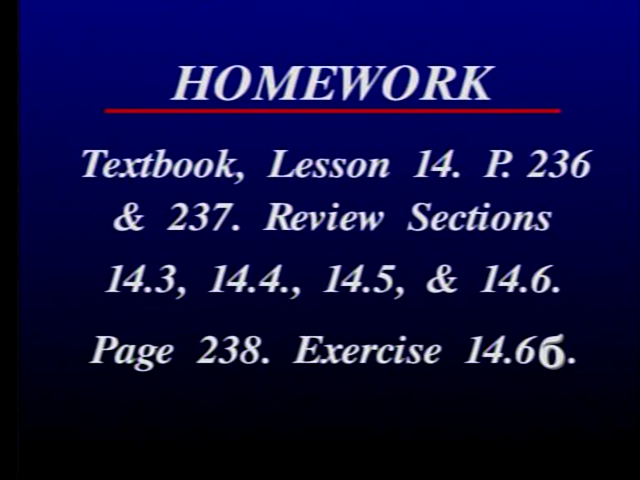 HOMEWORK
Textbook, Lesson 14. P. 236
& 237. Review Sections
14.3, 14.4., 14.5, & 14.6.
Page 238. Exercise 14.6б.